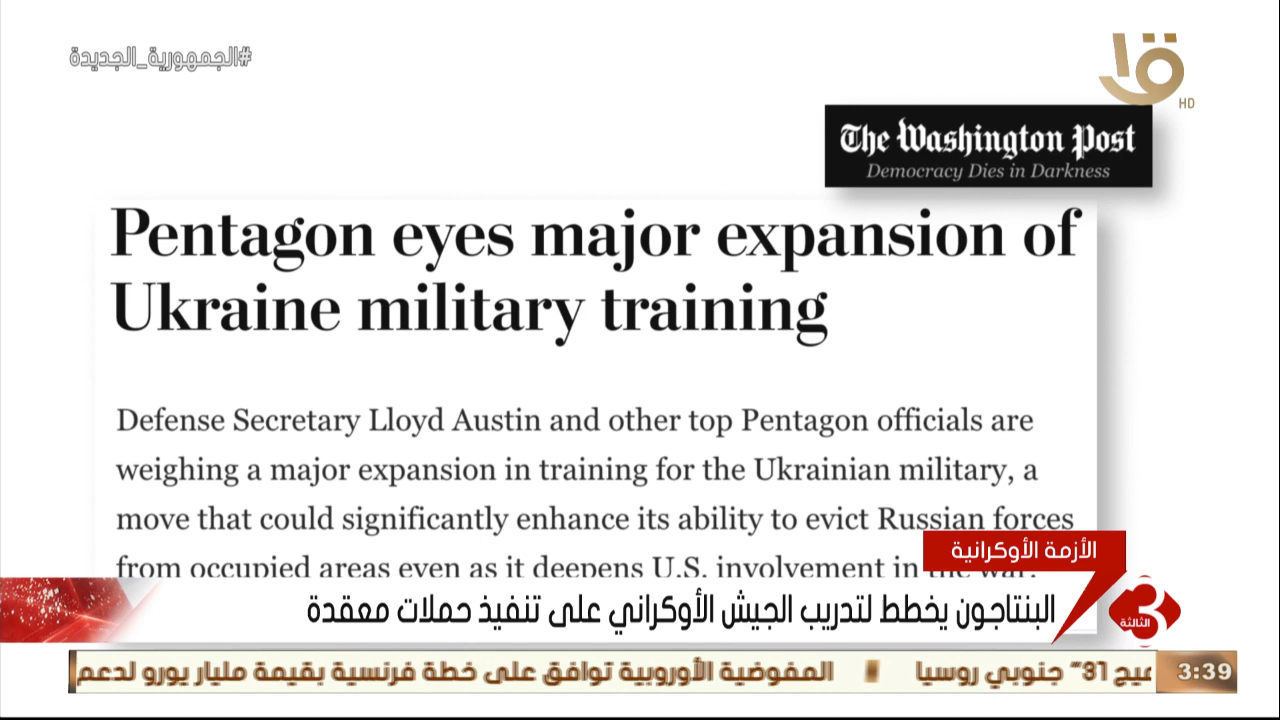 #الجمهورية_الجديدة
HD
The Washington Post
Democracy Dies in Darkness
Pentagon eyes major expansion of
Ukraine military training
Defense Secretary Lloyd Austin and other top Pentagon officials are
weighing a major expansion in training for the Ukrainian military, a
move that could significantly enhance its ability to evict Russian forces
from occupied areas even as it deepens U.S. involvement in the war.
الأزمة الأوكرانية
البنتاجون يخطط لتدريب الجيش الأوكراني على تنفيذ حملات معقدة
3
الثالثة
31" جنوبي روسيا
المفوضية الأوروبية توافق على خطة فرنسية بقيمة مليار يورو لدعم
3:39